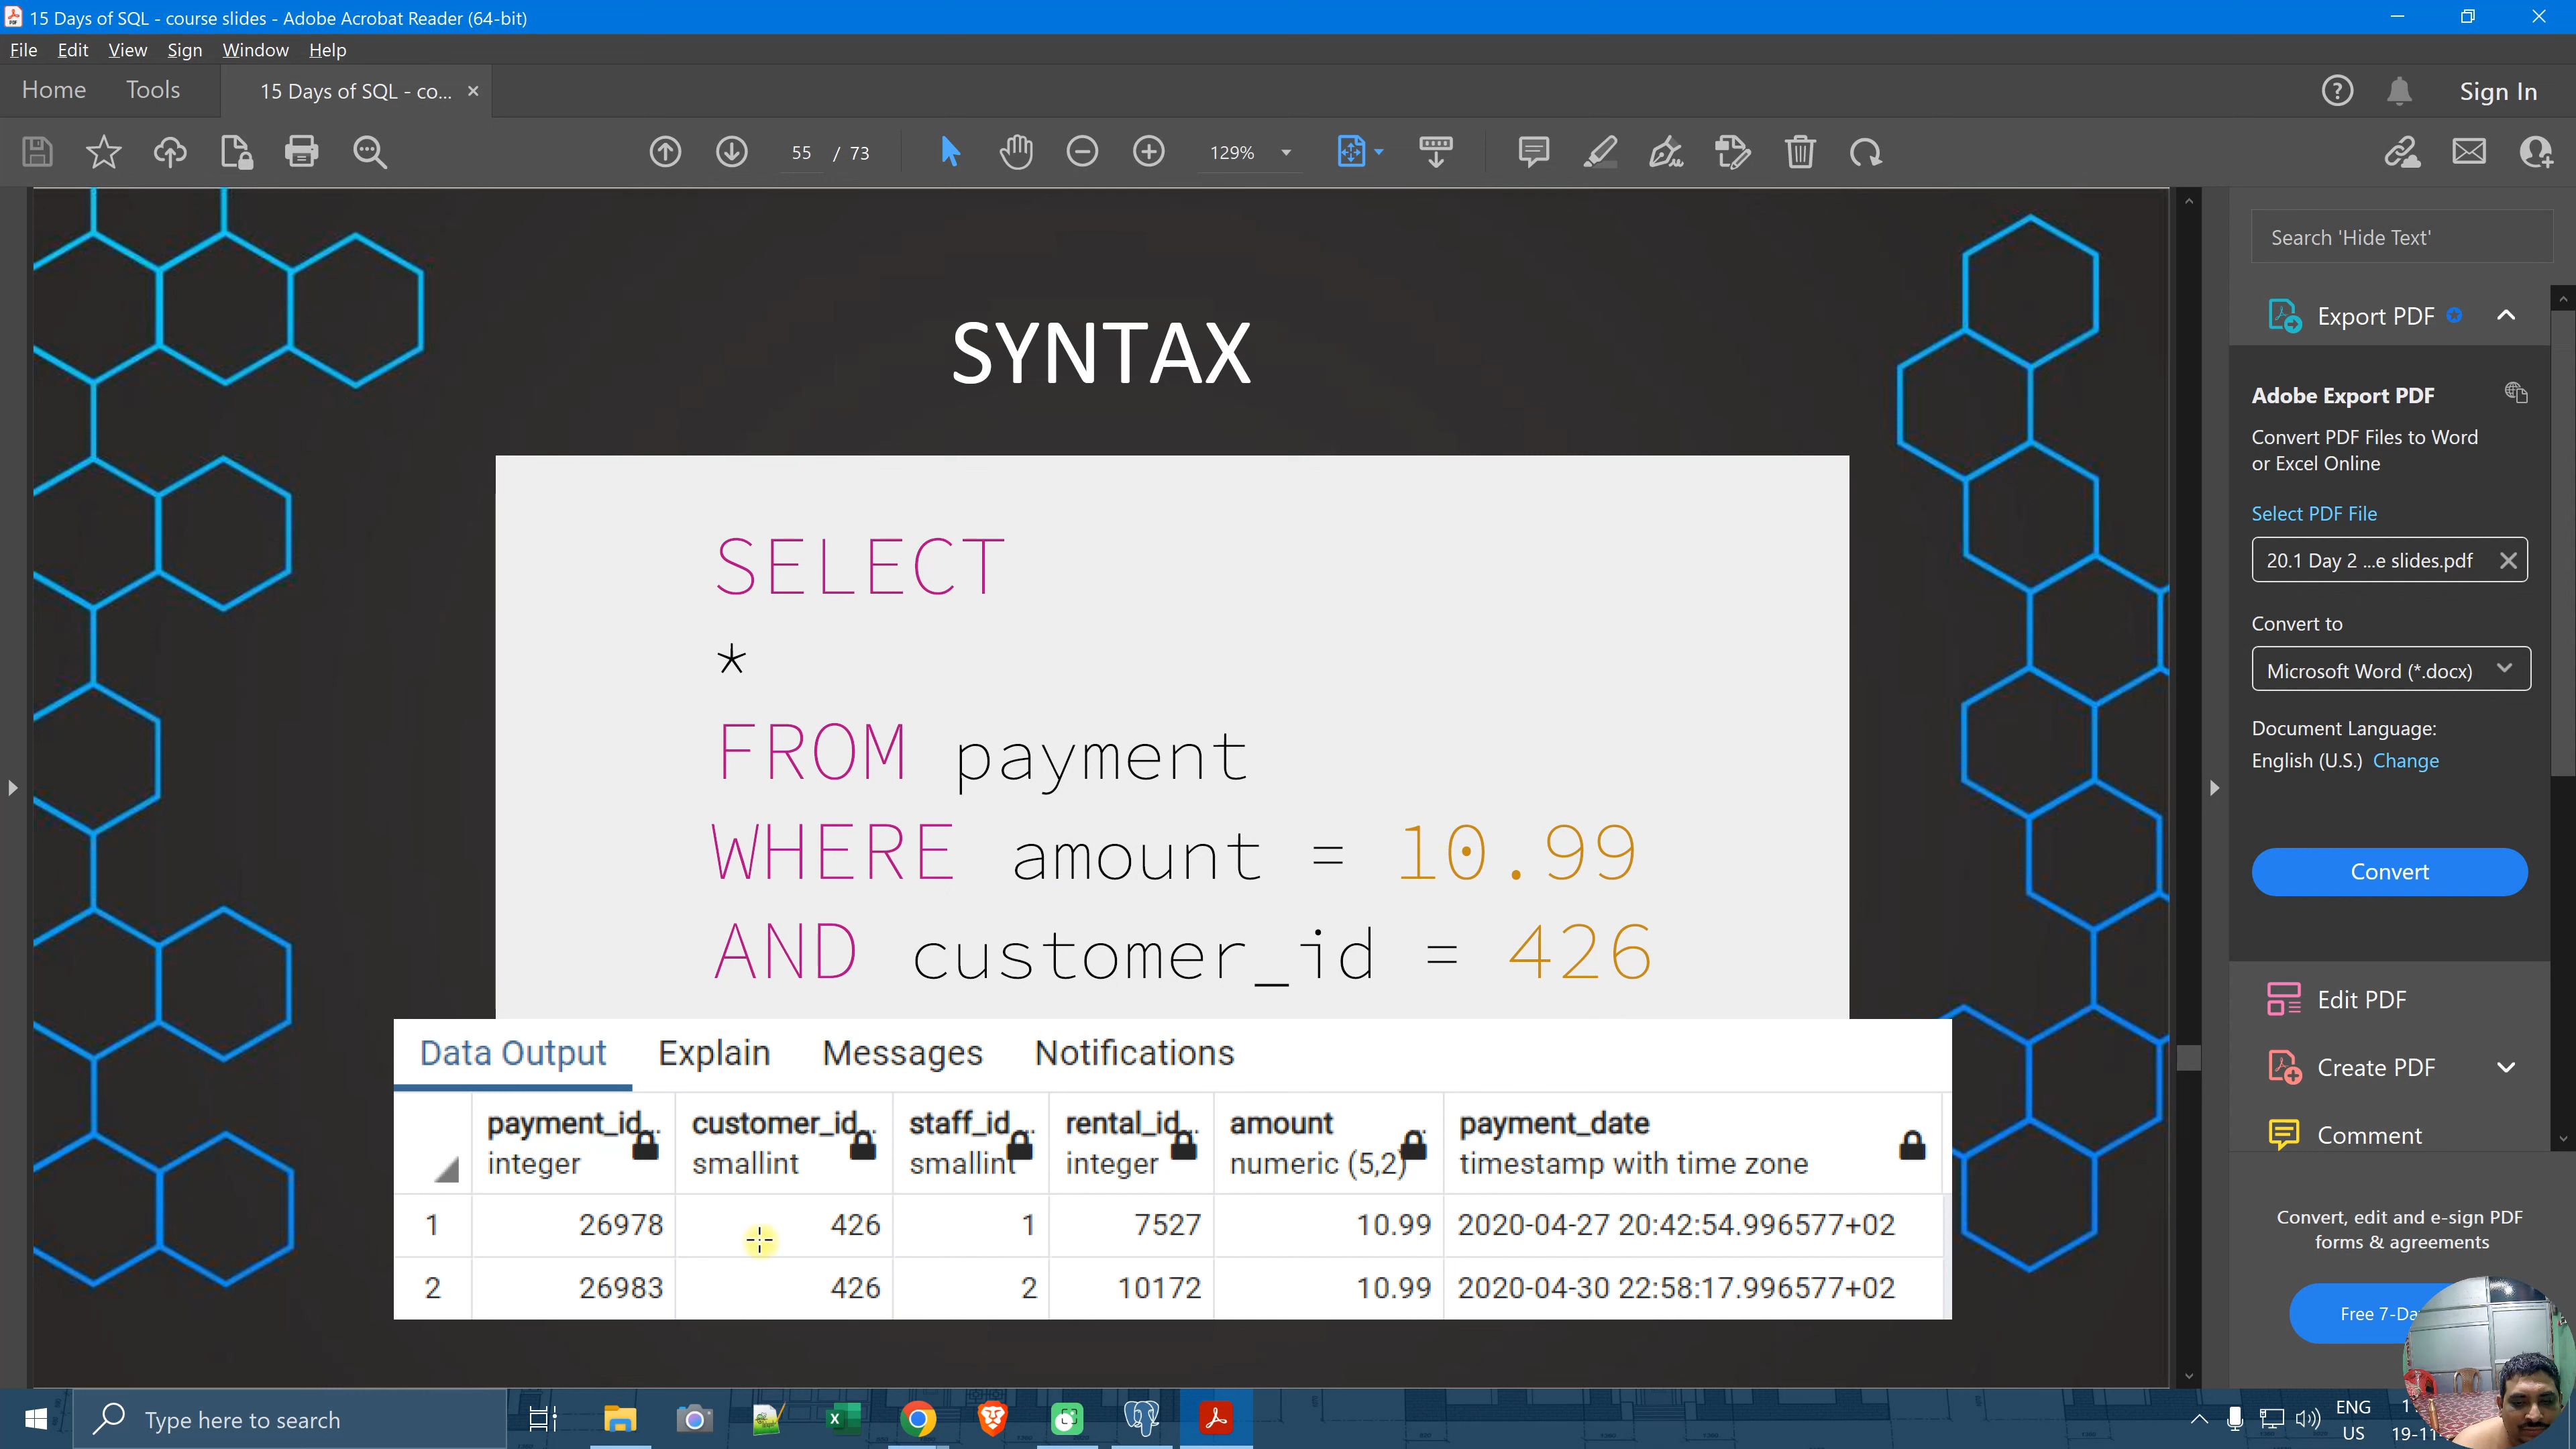 15 Days of SQL - course slides - Adobe Acrobat Reader (64-bit)
File Edit View Sign Window Help
Home Tools 15 Days of SQL - co... Sign In
55 / 73 129%
Search 'Hide Text'
Export PDF
Adobe Export PDF
Convert PDF Files to Word
or Excel Online
Select PDF File
20.1 Day 2 ...e slides.pdf
Convert to
Microsoft Word (*.docx)
Document Language:
English (U.S.) Change
Convert
Edit PDF
Create PDF
Comment
Convert, edit and e-sign PDF
forms & agreements
Free 7-Da
SYNTAX
SELECT
*
FROM payment
WHERE amount = 10.99
AND customer_id = 426
Data Output Explain Messages Notifications
payment_id.. customer_id.. staff_id.. rental_id.. amount payment_date
integer smallint smallint integer numeric (5,2) timestamp with time zone
1 26978 426 1 7527 10.99 2020-04-27 20:42:54.996577+02
2 26983 426 2 10172 10.99 2020-04-30 22:58:17.996577+02
Type here to search
ENG
US
19-11